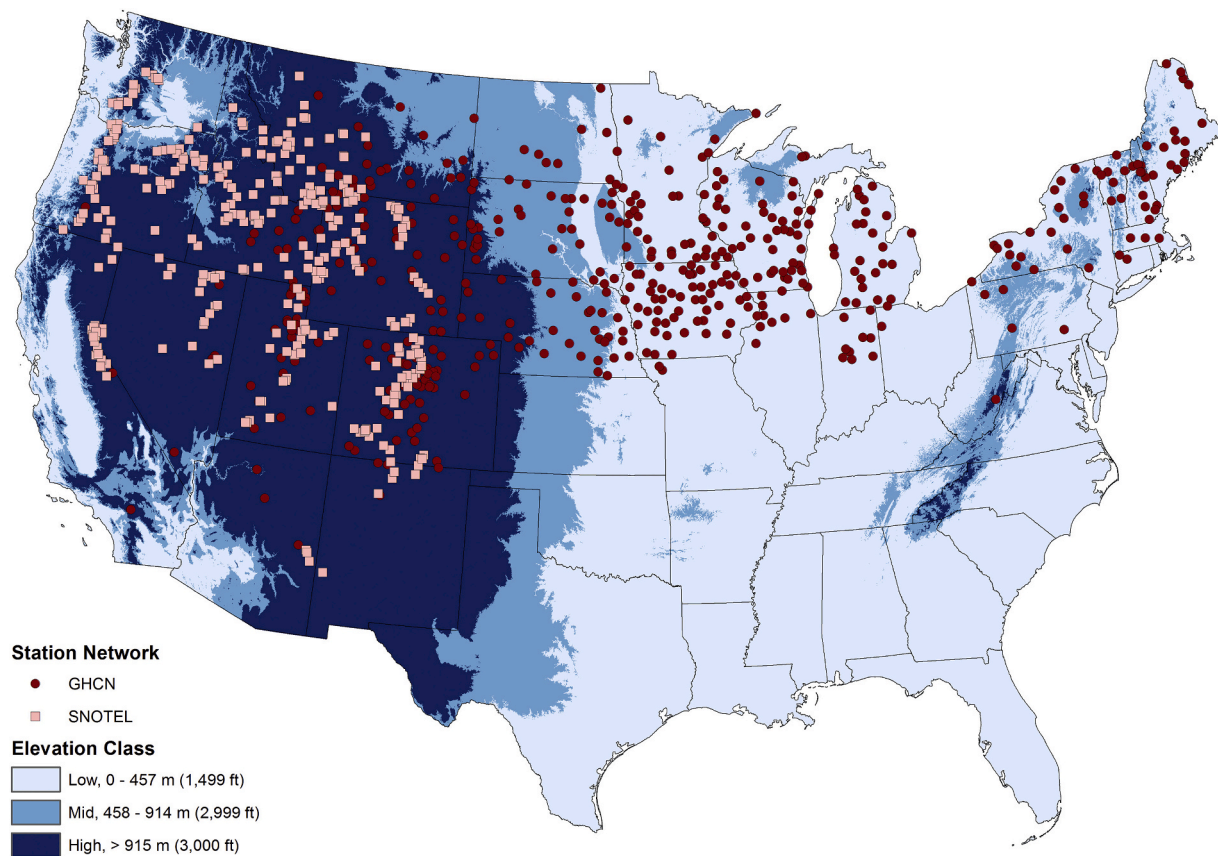 Station Network
GHCN
SNOTEL
Elevation Class
Low, 0 - 457 m (1,499 ft)
Mid, 458 - 914 m (2,999 ft)
High, > 915 m (3,000 ft)